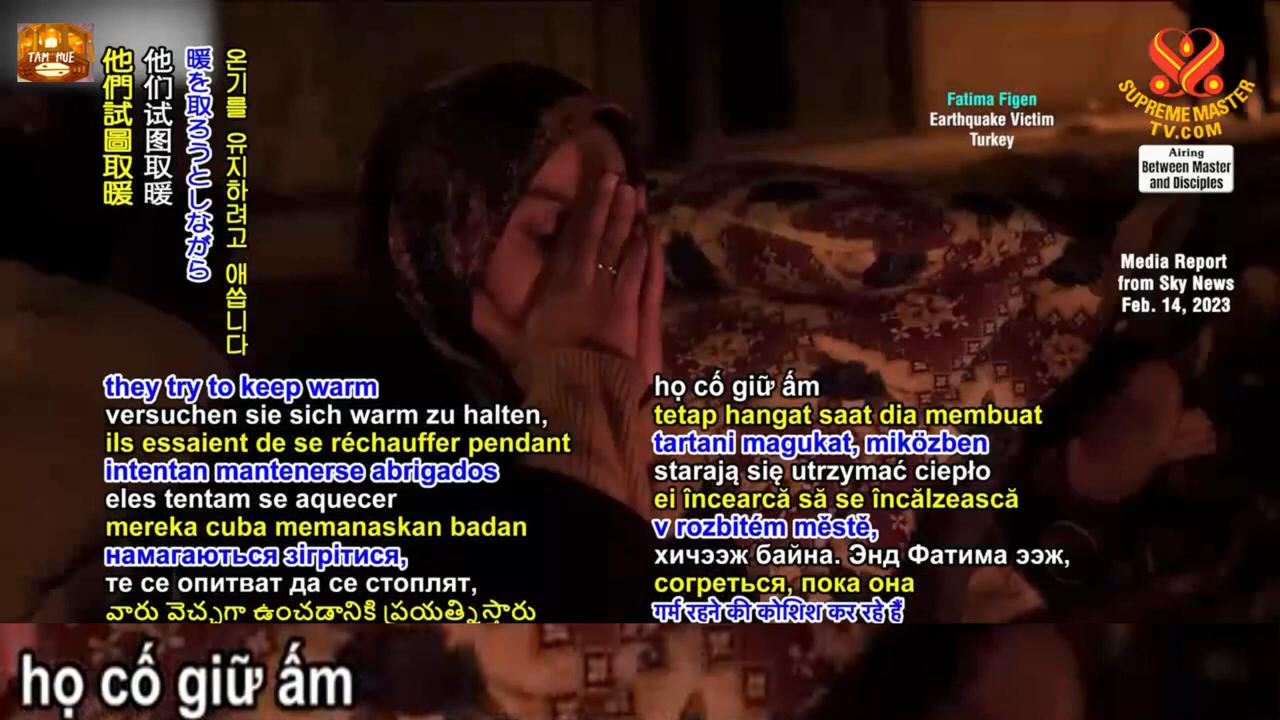 TAM HUE
他們試圖取暖
他们试图取暖
暖を取ろうとしながら
온기를 유지하려고 애씁니다
Fatima Figen
Earthquake Victim
Turkey
SUPREME MASTER
TV.COM
Airing
Between Master
and Disciples
Media Report
from Sky News
Feb. 14, 2023
they try to keep warm
versuchen sie sich warm zu halten,
ils essaient de se réchauffer pendant
intentan mantenerse abrigados
eles tentam se aquecer
mereka cuba memanaskan badan
намагаються зігрітися,
те се опитват да се стоплят,
వారు వెచ్చగా ఉంచడానికి ప్రయత్నిస్తారు
họ cố giữ ấm
tetap hangat saat dia membuat
tartani magukat, miközben
starają się utrzymać ciepło
ei încearcă să se încălzească
v rozbitém městě,
хичээж байна. Энд Фатима ээж,
согреться, пока она
गर्म रहने की कोशिश कर रहे हैं
họ cố giữ ấm